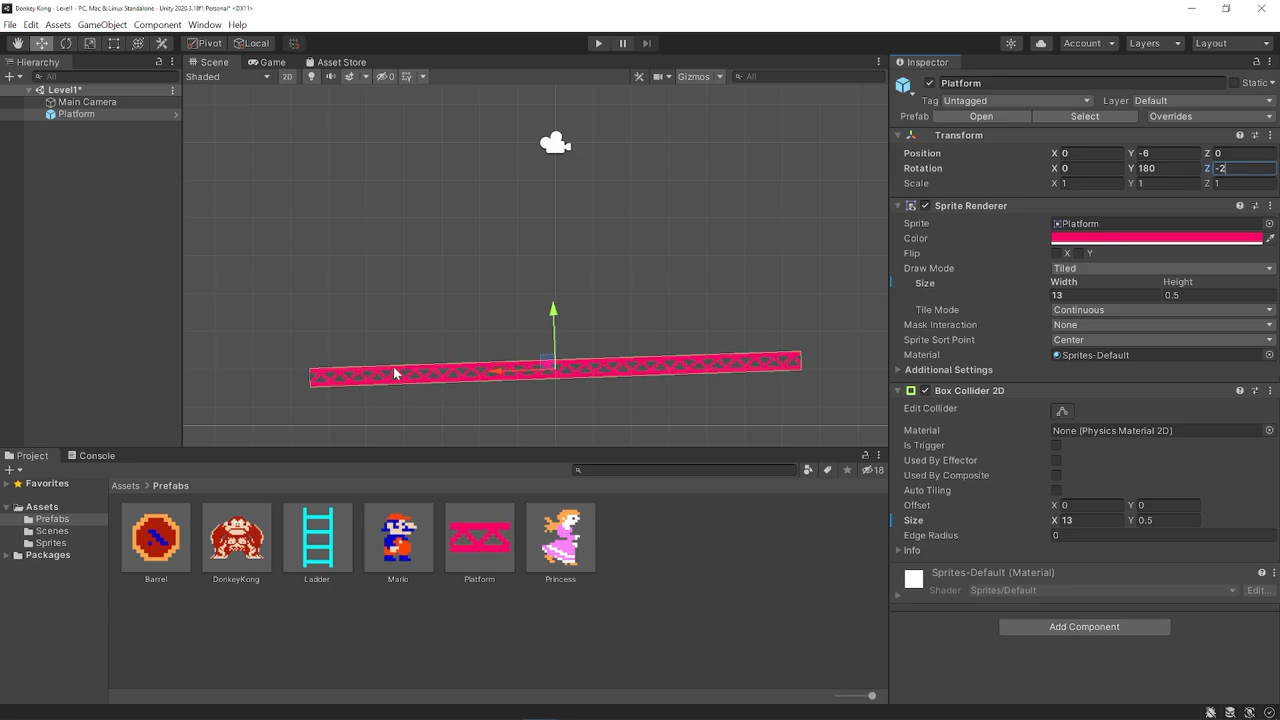 Donkey Kong - Level1 - PC, Mac & Linux Standalone - Unity 2020.3.18f1 Personal* <DX11>
File Edit Assets GameObject Component Window Help
Pivot Local Account Layers Layout
Hierarchy Scene Game Asset Store Inspector
All Shaded 2D 0 Gizmos All Platform Static
Level1*
Main Camera
Platform
Tag Untagged Layer Default
Prefab Open Select Overrides
Transform
Position X 0 Y -6 Z 0
Rotation X 0 Y 180 Z -2
Scale X 1 Y 1 Z 1
Sprite Renderer
Sprite Platform
Color
Flip X Y
Draw Mode Tiled
Size Width Height
13 0.5
Tile Mode Continuous
Mask Interaction None
Sprite Sort Point Center
Material Sprites-Default
Additional Settings
Box Collider 2D
Edit Collider
Material None (Physics Material 2D)
Is Trigger
Used By Effector
Used By Composite
Auto Tiling
Offset X 0 Y 0
Size X 13 Y 0.5
Edge Radius 0
Info
Sprites-Default (Material)
Shader Sprites/Default Edit...
Add Component
Project Console
18
Favorites
Assets > Prefabs
Assets
Prefabs
Scenes
Sprites
Packages
Barrel DonkeyKong Ladder Mario Platform Princess